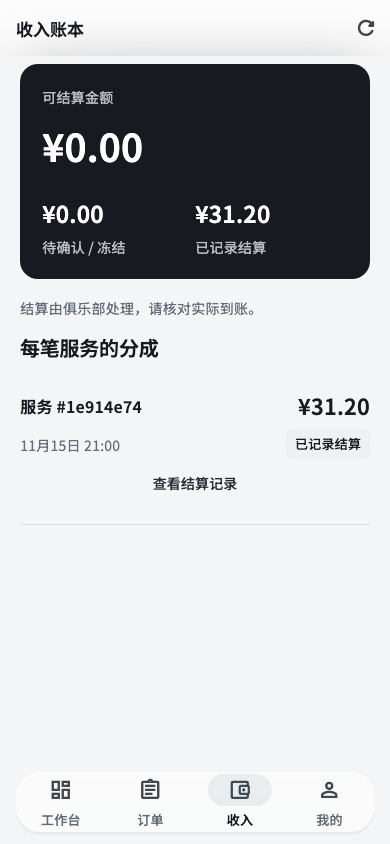 收入账本
可结算金额
¥0.00
¥0.00 ¥31.20
待确认 / 冻结 已记录结算
结算由俱乐部处理，请核对实际到账。
每笔服务的分成
服务 #1e914e74 ¥31.20
11月15日 21:00 已记录结算
查看结算记录
工作台 订单 收入 我的